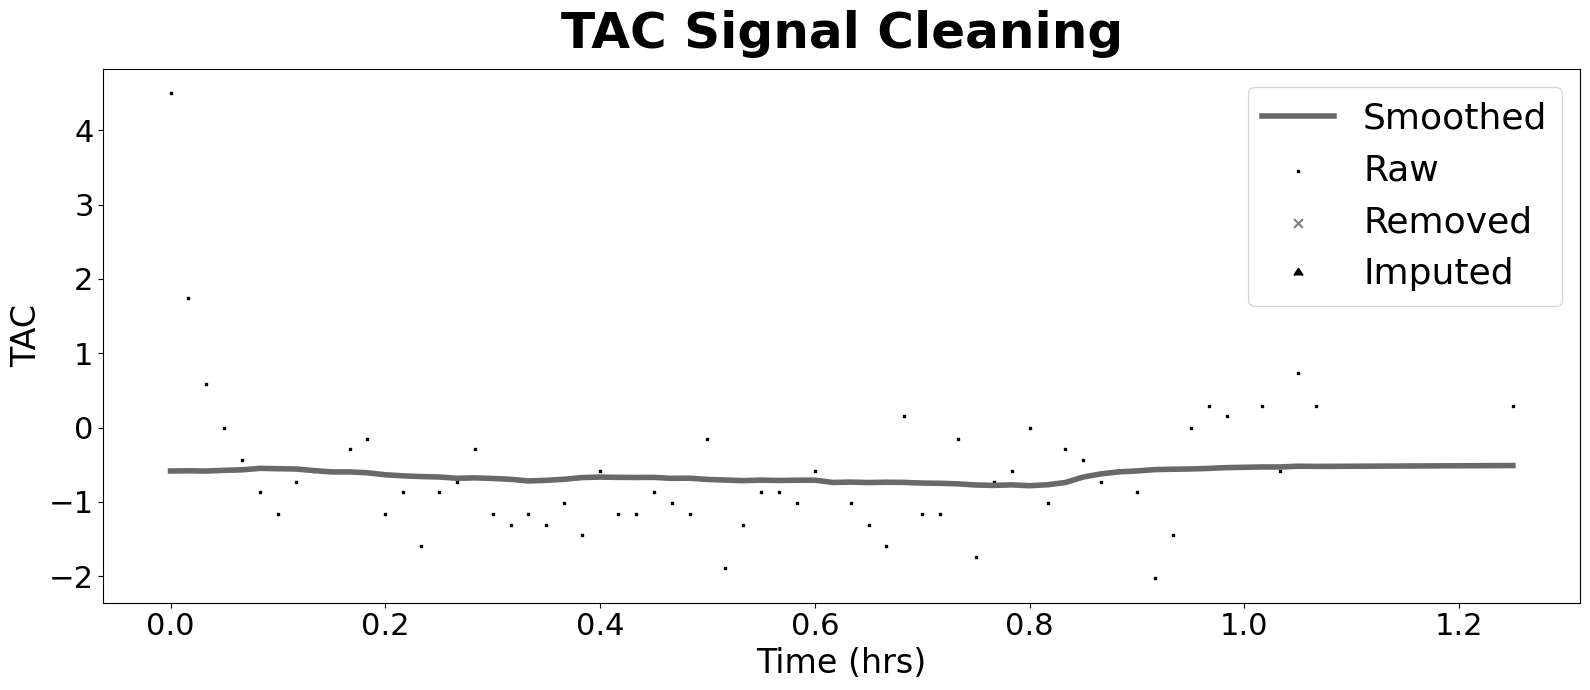 TAC Signal Cleaning
Smoothed
Raw
Removed
Imputed
TAC
4
3
2
1
0
−1
−2
0.0 0.2 0.4 0.6 0.8 1.0 1.2
Time (hrs)